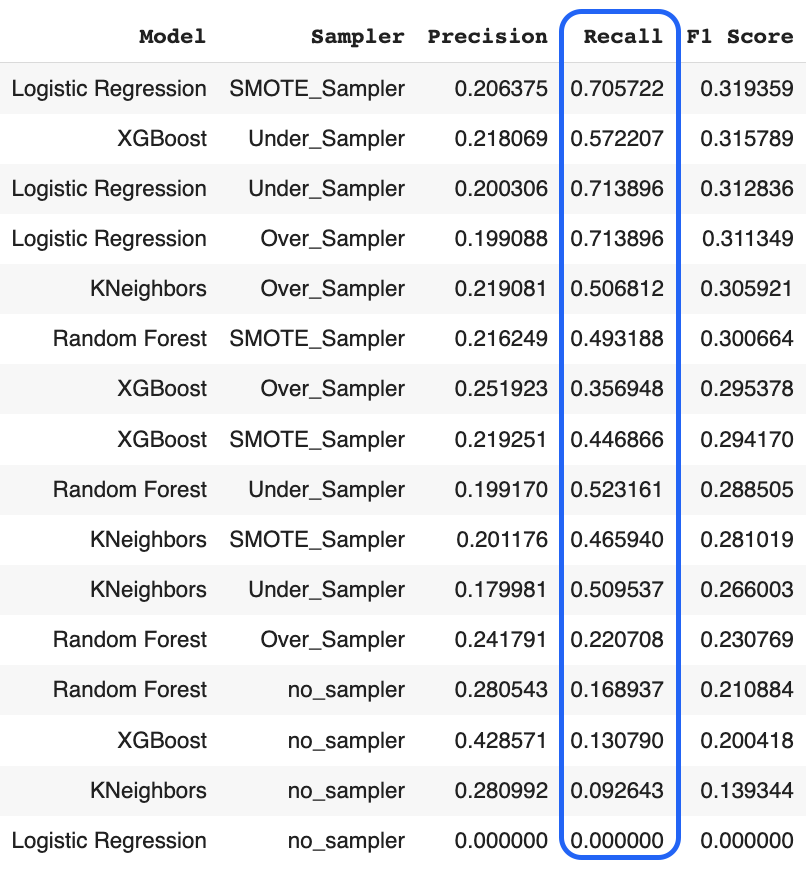 Model Sampler Precision Recall F1 Score
Logistic Regression SMOTE_Sampler 0.206375 0.705722 0.319359
XGBoost Under_Sampler 0.218069 0.572207 0.315789
Logistic Regression Under_Sampler 0.200306 0.713896 0.312836
Logistic Regression Over_Sampler 0.199088 0.713896 0.311349
KNeighbors Over_Sampler 0.219081 0.506812 0.305921
Random Forest SMOTE_Sampler 0.216249 0.493188 0.300664
XGBoost Over_Sampler 0.251923 0.356948 0.295378
XGBoost SMOTE_Sampler 0.219251 0.446866 0.294170
Random Forest Under_Sampler 0.199170 0.523161 0.288505
KNeighbors SMOTE_Sampler 0.201176 0.465940 0.281019
KNeighbors Under_Sampler 0.179981 0.509537 0.266003
Random Forest Over_Sampler 0.241791 0.220708 0.230769
Random Forest no_sampler 0.280543 0.168937 0.210884
XGBoost no_sampler 0.428571 0.130790 0.200418
KNeighbors no_sampler 0.280992 0.092643 0.139344
Logistic Regression no_sampler 0.000000 0.000000 0.000000